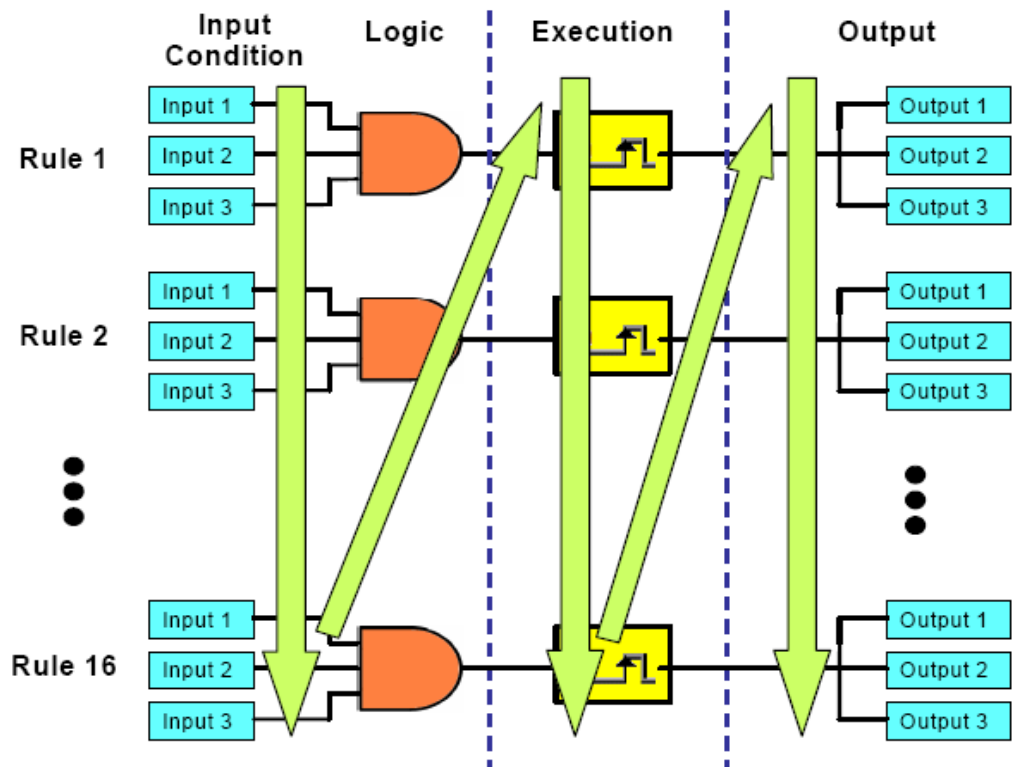 Input
Condition
Logic
Execution
Output
Rule 1
Input 1
Input 2
Input 3
Output 1
Output 2
Output 3
Rule 2
Input 1
Input 2
Input 3
Output 1
Output 2
Output 3
Rule 16
Input 1
Input 2
Input 3
Output 1
Output 2
Output 3